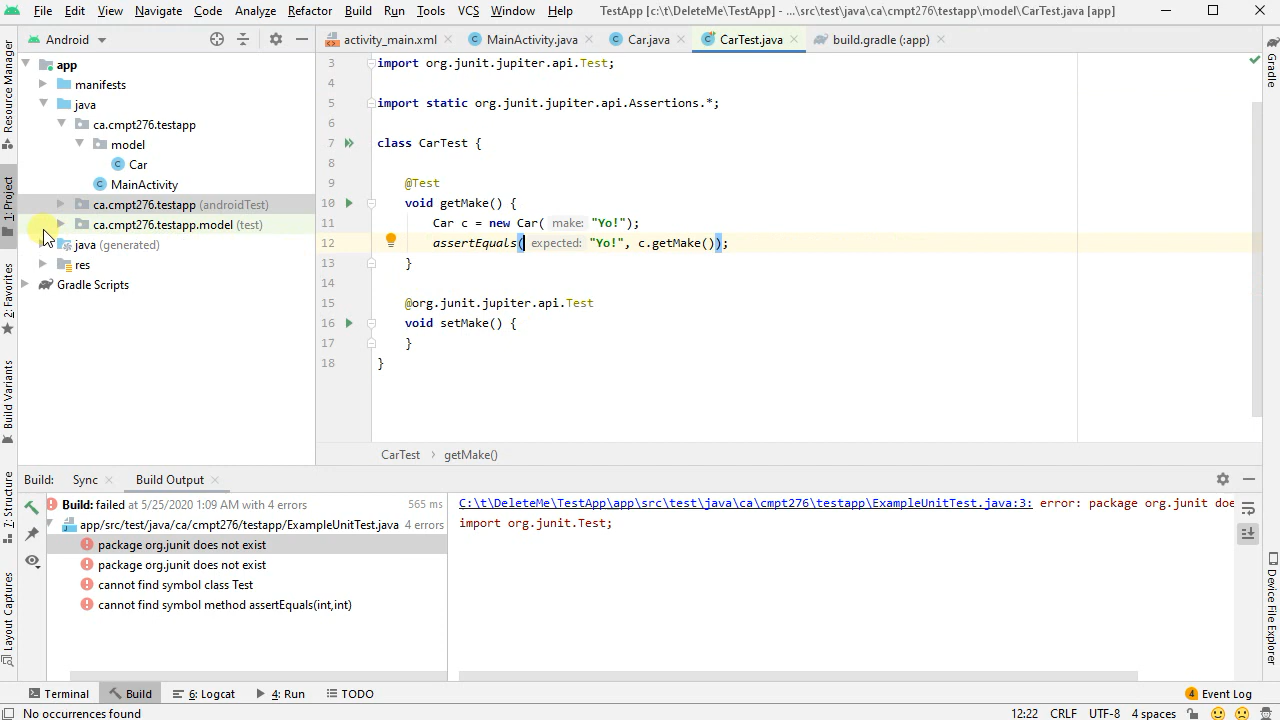 File Edit View Navigate Code Analyze Refactor Build Run Tools VCS Window Help TestApp [c:\t\DeleteMe\TestApp] - ...\src\test\java\ca\cmpt276\testapp\model\CarTest.java [app]
Android
activity_main.xml MainActivity.java Car.java CarTest.java build.gradle (:app)
Resource Manager
1: Project
2: Favorites
Build Variants
7: Structure
Layout Captures
app
manifests
java
ca.cmpt276.testapp
model
Car
MainActivity
ca.cmpt276.testapp (androidTest)
ca.cmpt276.testapp.model (test)
java (generated)
res
Gradle Scripts
3 import org.junit.jupiter.api.Test;
4
5 import static org.junit.jupiter.api.Assertions.*;
6
7 class CarTest {
8
9 @Test
10 void getMake() {
11 Car c = new Car( make: "Yo!");
12 assertEquals( expected: "Yo!", c.getMake());
13 }
14
15 @org.junit.jupiter.api.Test
16 void setMake() {
17 }
18 }
CarTest > getMake()
Gradle
Device File Explorer
Build: Sync Build Output
Build: failed at 5/25/2020 1:09 AM with 4 errors 565 ms
app/src/test/java/ca/cmpt276/testapp/ExampleUnitTest.java 4 errors
package org.junit does not exist
package org.junit does not exist
cannot find symbol class Test
cannot find symbol method assertEquals(int,int)
C:\t\DeleteMe\TestApp\app\src\test\java\ca\cmpt276\testapp\ExampleUnitTest.java:3: error: package org.junit doe
import org.junit.Test;
Terminal Build 6: Logcat 4: Run TODO 4 Event Log
No occurrences found 12:22 CRLF UTF-8 4 spaces